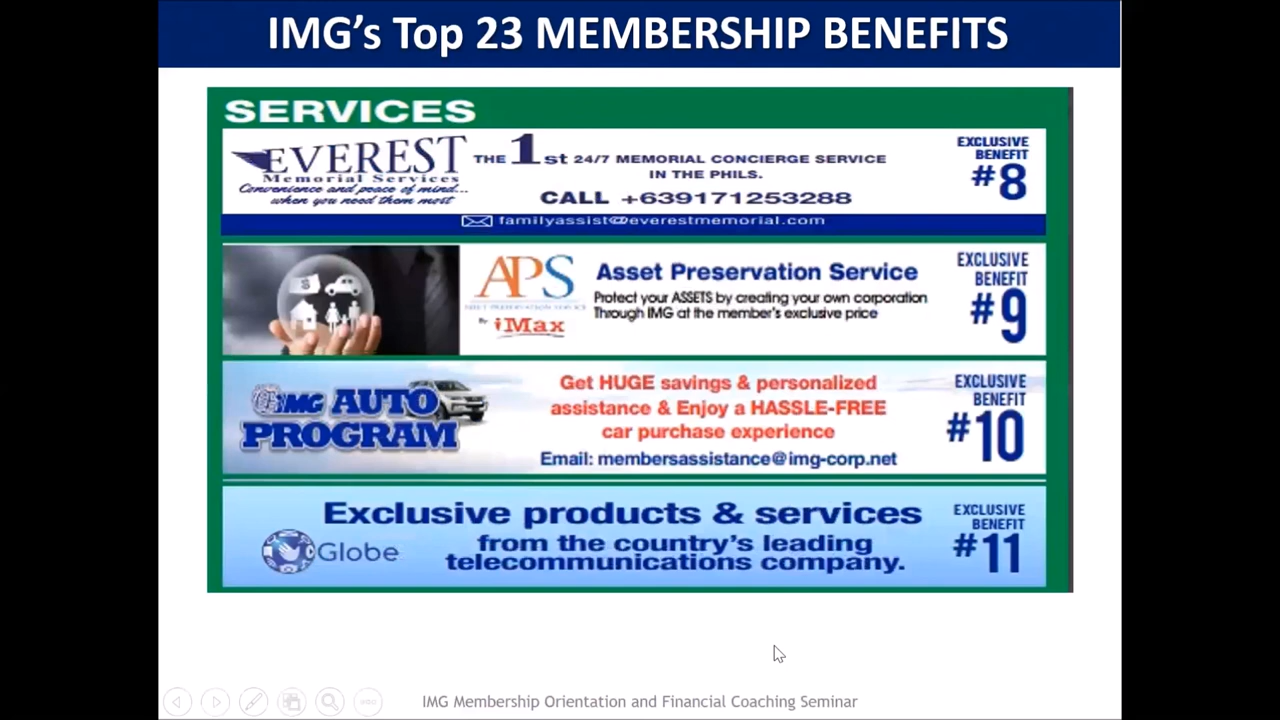 IMG's Top 23 MEMBERSHIP BENEFITS
SERVICES
EVEREST
Memorial Services
Convenience and peace of mind...
when you need them most
THE 1st 24/7 MEMORIAL CONCIERGE SERVICE
IN THE PHILS.
CALL +639171253288
familyassist@everestmemorial.com
EXCLUSIVE
BENEFIT
#8
APS
ASSET PRESERVATION SERVICE
By iMax
Asset Preservation Service
Protect your ASSETS by creating your own corporation
Through IMG at the member's exclusive price
EXCLUSIVE
BENEFIT
#9
IMG AUTO
PROGRAM
Get HUGE savings & personalized
assistance & Enjoy a HASSLE-FREE
car purchase experience
Email: membersassistance@img-corp.net
EXCLUSIVE
BENEFIT
#10
Globe
Exclusive products & services
from the country's leading
telecommunications company.
EXCLUSIVE
BENEFIT
#11
IMG Membership Orientation and Financial Coaching Seminar